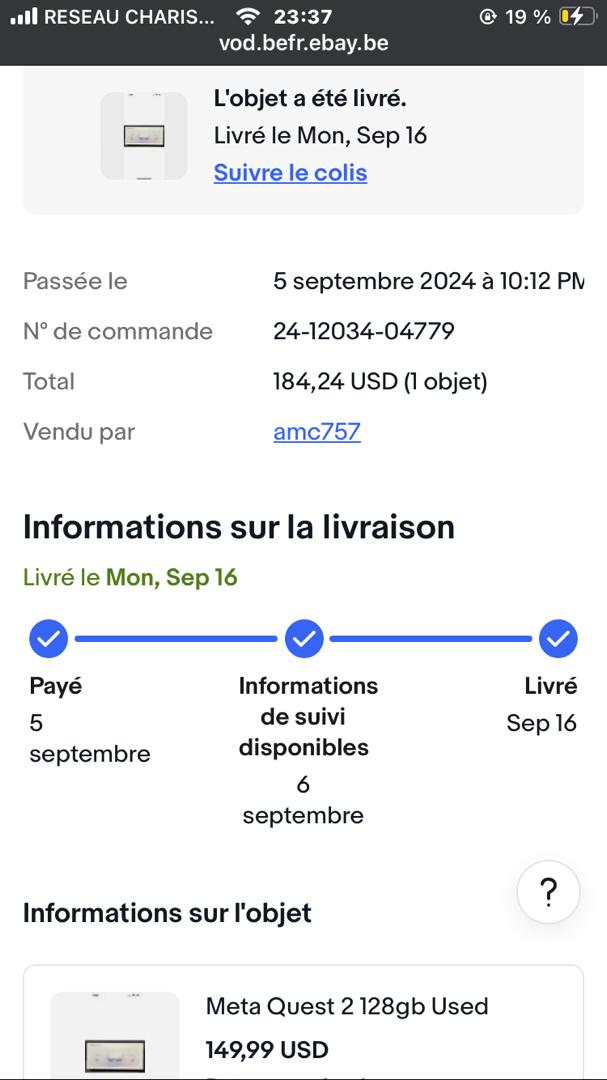 RESEAU CHARIS... 23:37 19 %
vod.befr.ebay.be
L'objet a été livré.
Livré le Mon, Sep 16
Suivre le colis
Passée le 5 septembre 2024 à 10:12 PM
N° de commande 24-12034-04779
Total 184,24 USD (1 objet)
Vendu par amc757
Informations sur la livraison
Livré le Mon, Sep 16
Payé
5
septembre
Informations
de suivi
disponibles
6
septembre
Livré
Sep 16
?
Informations sur l'objet
Meta Quest 2 128gb Used
149,99 USD